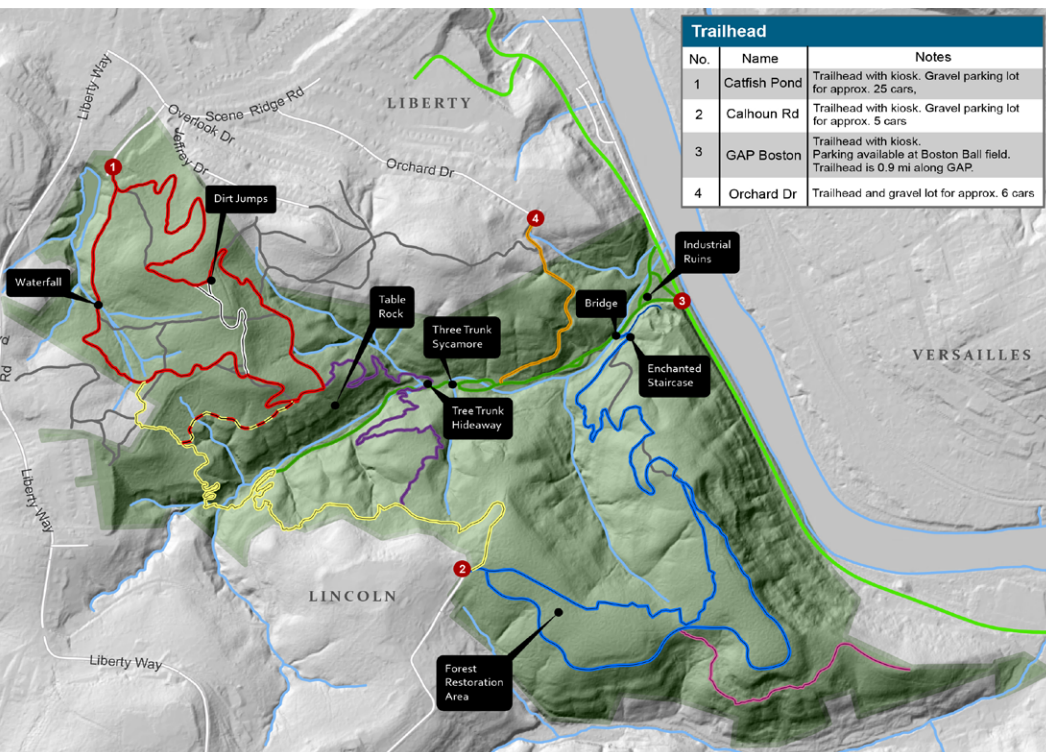 Trailhead
No. Name Notes
1 Catfish Pond Trailhead with kiosk. Gravel parking lot
for approx. 25 cars,
2 Calhoun Rd Trailhead with kiosk. Gravel parking lot
for approx. 5 cars
3 GAP Boston Trailhead with kiosk.
Parking available at Boston Ball field.
Trailhead is 0.9 mi along GAP.
4 Orchard Dr Trailhead and gravel lot for approx. 6 cars
Liberty Way
Scene Ridge Rd
Overlook Dr
Jeffrey Dr
LIBERTY
Orchard Dr
1
Dirt Jumps
4
Industrial
Ruins
Waterfall
Table
Rock
Bridge
3
Three Trunk
Sycamore
Rd
VERSAILLES
Enchanted
Staircase
Tree Trunk
Hideaway
Liberty Way
2
LINCOLN
Liberty Way
Forest
Restoration
Area